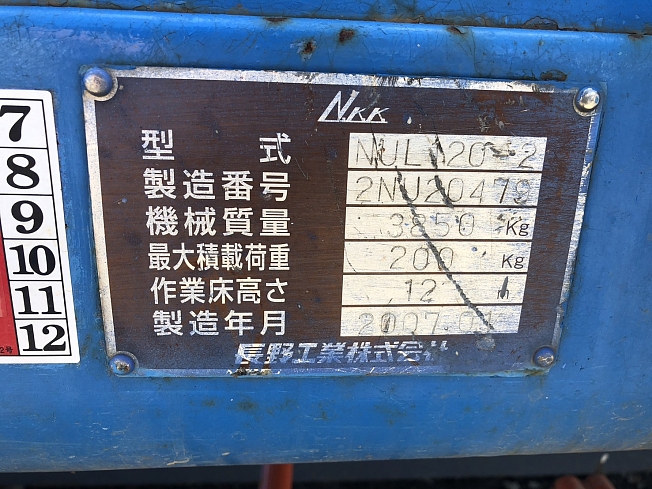 NKK
型式 NUL120-2
製造番号 2NU20479
機械質量 3850 Kg
最大積載荷重 200 Kg
作業床高さ 12
製造年月 2007.0
長野工業株式会社
7
8
9
10
11
12
2号